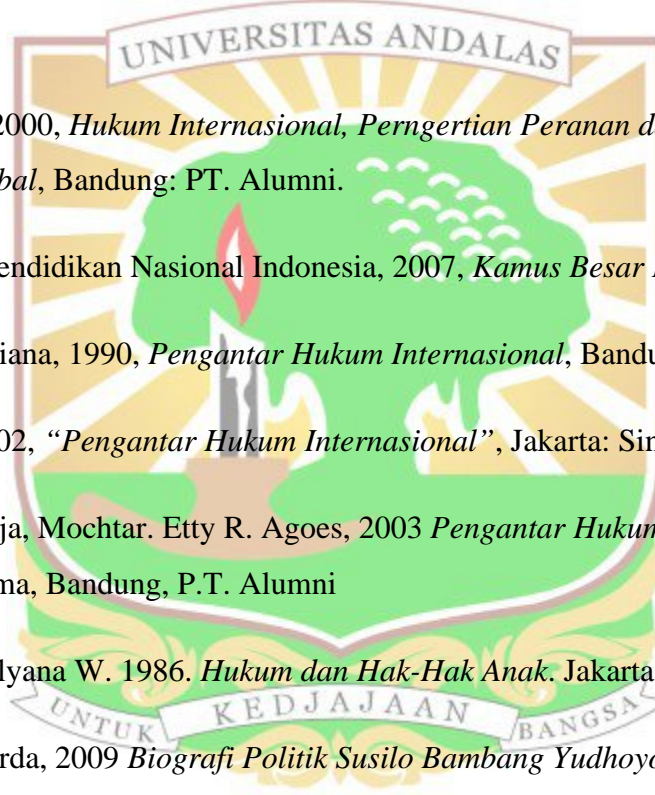 UNIVERSITAS ANDALAS
2000, Hukum Internasional, Perngertian Peranan d
bal, Bandung: PT. Alumni.
endidikan Nasional Indonesia, 2007, Kamus Besar
iana, 1990, Pengantar Hukum Internasional, Bandu
02, “Pengantar Hukum Internasional”, Jakarta: Sin
ja, Mochtar. Etty R. Agoes, 2003 Pengantar Hukum
ma, Bandung, P.T. Alumni
lyana W. 1986. Hukum dan Hak-Hak Anak. Jakarta
UNTUK KEDJAJAAN BANGSA
rda, 2009 Biografi Politik Susilo Bambang Yudhoyo